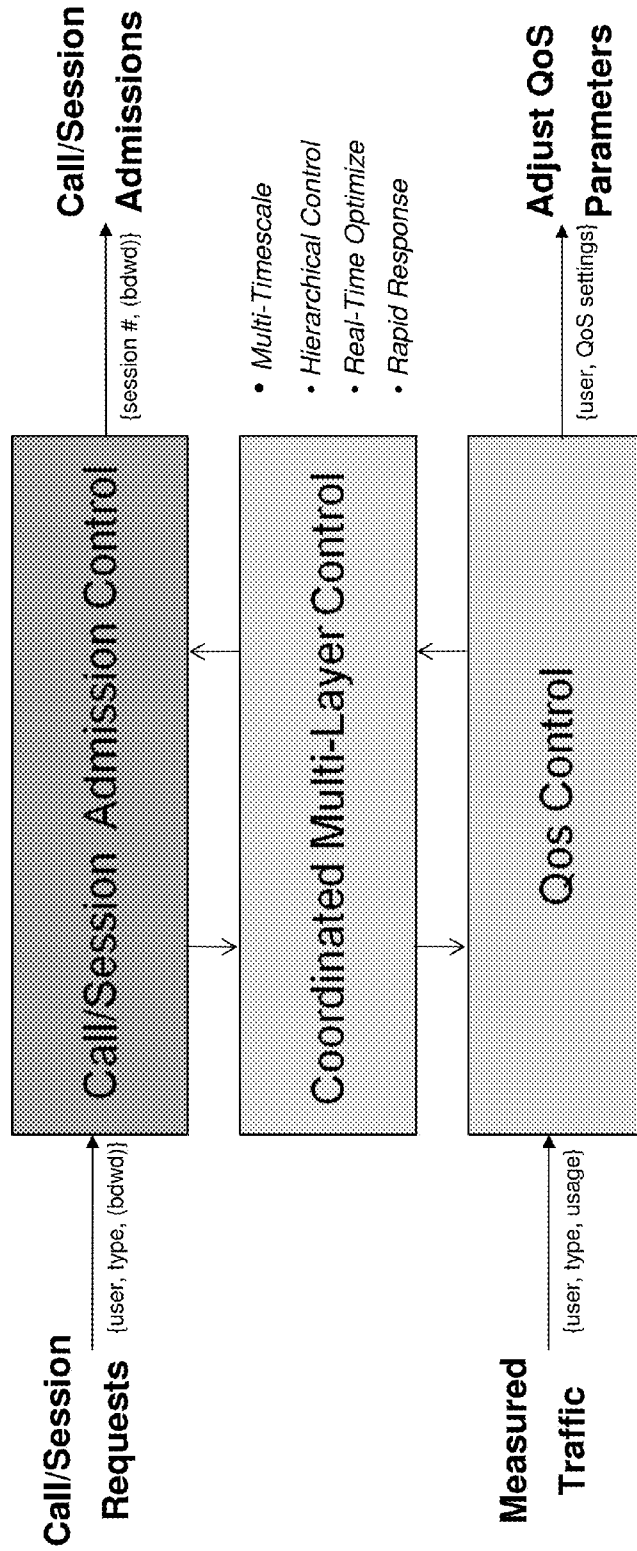 Call/Session
Requests
{user, type, (bdwd)}
Call/Session Admission Control
{session #, (bdwd)}
Call/Session
Admissions
Coordinated Multi-Layer Control
• Multi-Timescale
• Hierarchical Control
• Real-Time Optimize
• Rapid Response
Measured
Traffic
{user, type, usage}
Qos Control
{user, QoS settings}
Adjust QoS
Parameters